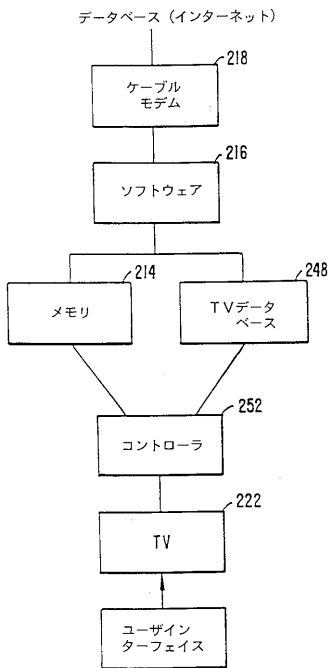 データベース（インターネット）
218
ケーブル
モデム
216
ソフトウェア
214
メモリ
248
TVデータ
ベース
252
コントローラ
222
TV
ユーザイン
ターフェイス